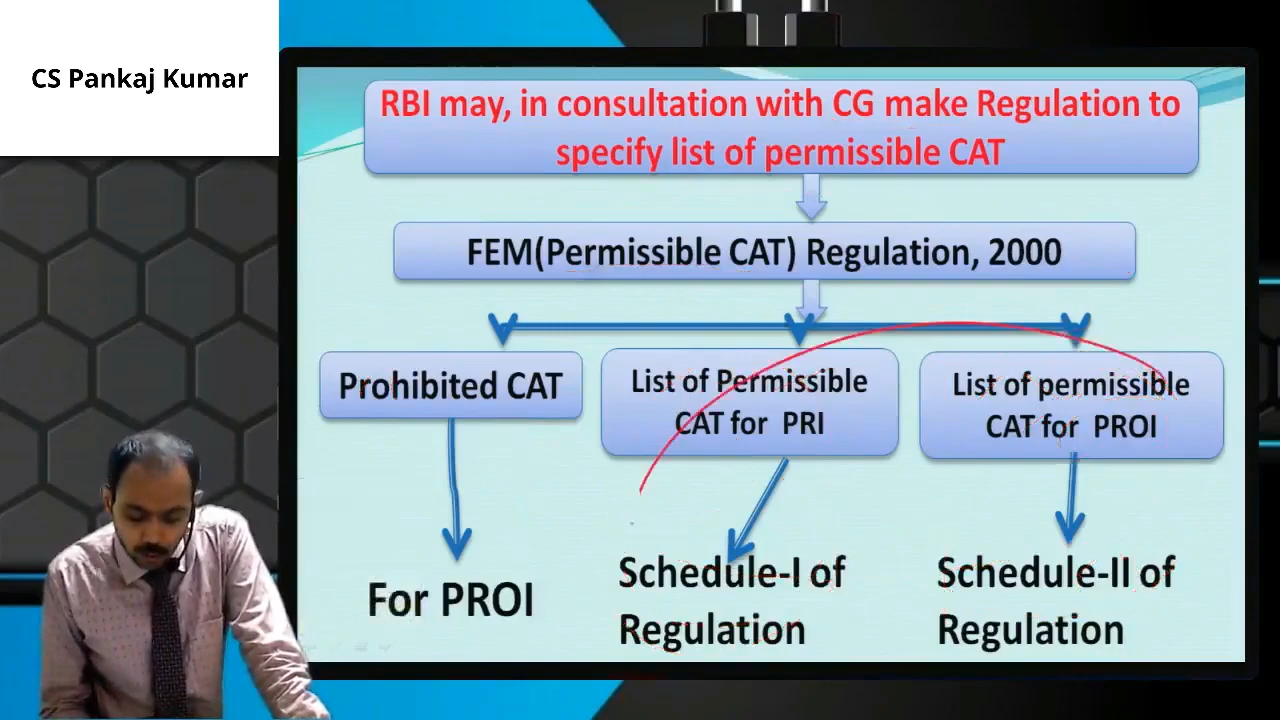 CS Pankaj Kumar
RBI may, in consultation with CG make Regulation to
specify list of permissible CAT
FEM(Permissible CAT) Regulation, 2000
Prohibited CAT
List of Permissible
CAT for PRI
List of permissible
CAT for PROI
For PROI
Schedule-I of
Regulation
Schedule-II of
Regulation